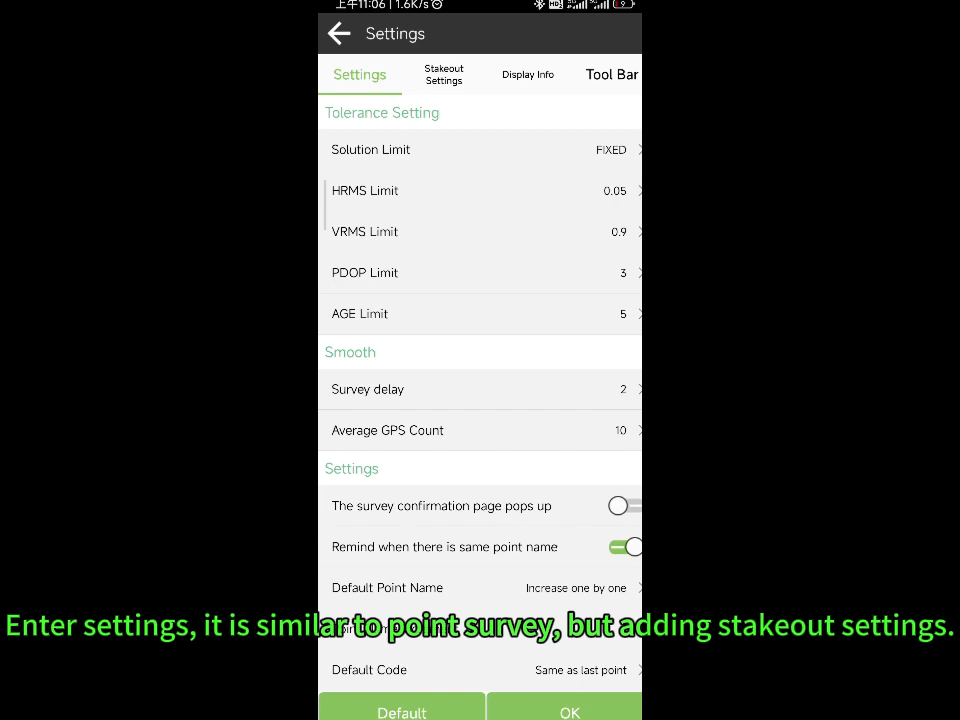 上午11:06 | 1.6K/s
Settings
Settings
Stakeout
Settings
Display Info
Tool Bar
Tolerance Setting
Solution Limit FIXED
HRMS Limit 0.05
VRMS Limit 0.9
PDOP Limit 3
AGE Limit 5
Smooth
Survey delay 2
Average GPS Count 10
Settings
The survey confirmation page pops up
Remind when there is same point name
Default Point Name Increase one by one
Enter settings, it is similar to point survey, but adding stakeout settings.
Default Code Same as last point
Default OK